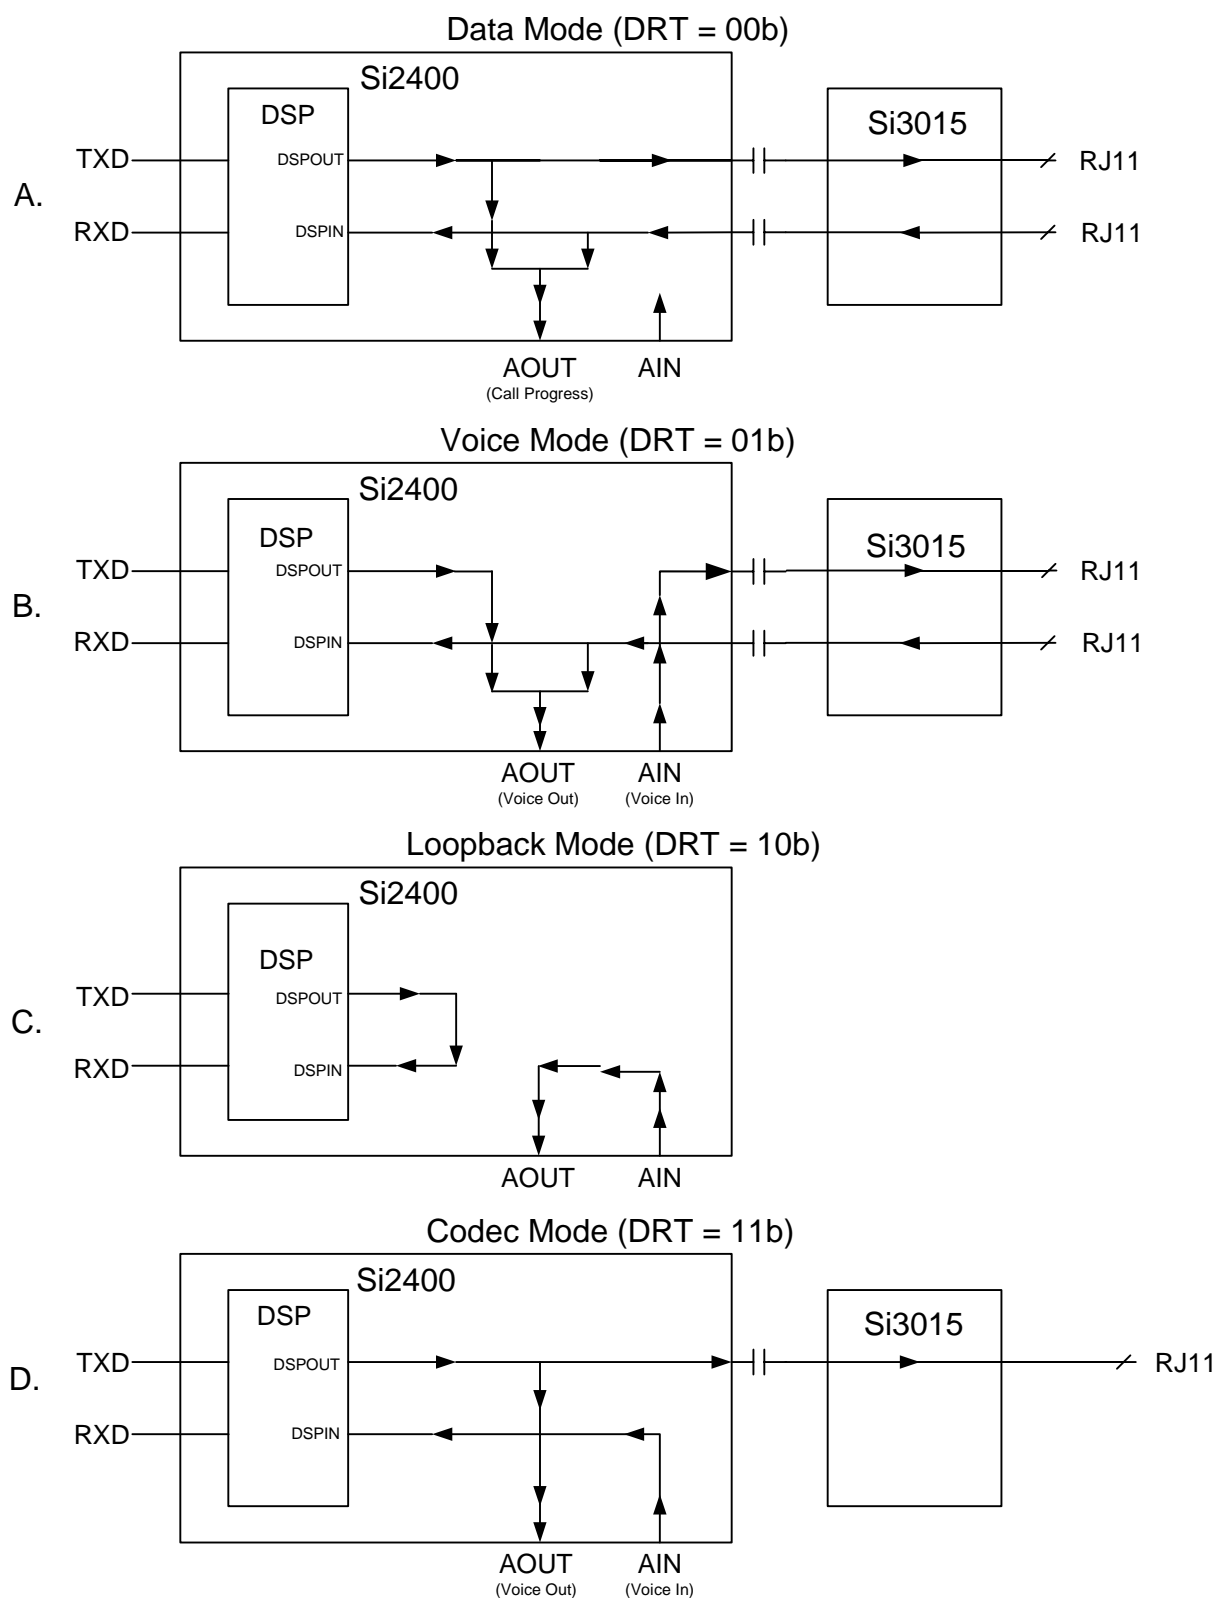 Data Mode (DRT = 00b)
Si2400
DSP
Si3015
TXD
DSPOUT
RJ11
A.
RXD
DSPIN
RJ11
AOUT
AIN
(Call Progress)
Voice Mode (DRT = 01b)
Si2400
DSP
Si3015
TXD
DSPOUT
RJ11
B.
RXD
DSPIN
RJ11
AOUT
AIN
(Voice Out)
(Voice In)
Loopback Mode (DRT = 10b)
Si2400
DSP
TXD
DSPOUT
C.
RXD
DSPIN
AOUT
AIN
Codec Mode (DRT = 11b)
Si2400
DSP
Si3015
TXD
DSPOUT
RJ11
D.
RXD
DSPIN
AOUT
AIN
(Voice Out)
(Voice In)